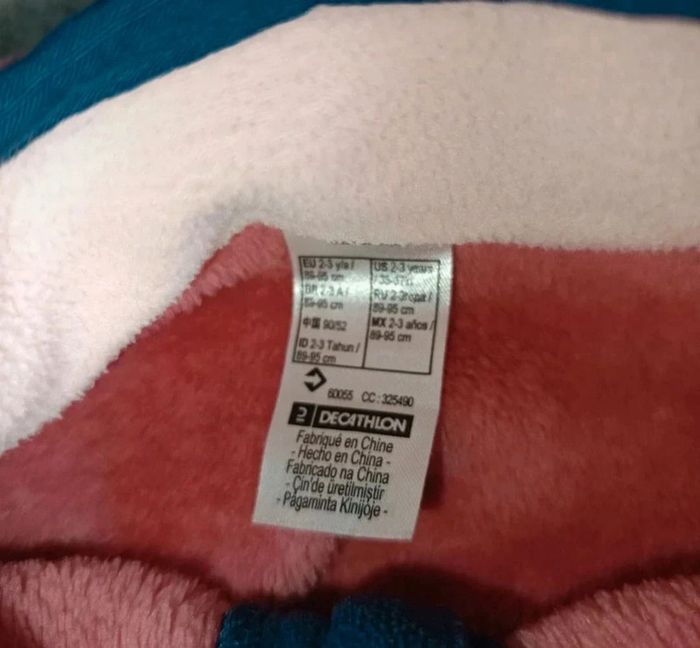 EU 2-3 y/a /
89-95 cm
BR 2-3 A /
89-95 cm
中国 90/52
ID 2-3 Tahun /
89-95 cm
US 2-3 years
RU 2-3года /
89-95 cm
MX 2-3 años /
89-95 cm
60055 CC : 325490
DECATHLON
Fabriqué en Chine
- Hecho en China -
Fabricado na China
- Çin'de üretilmiştir
- Pagaminta Kinijoje -